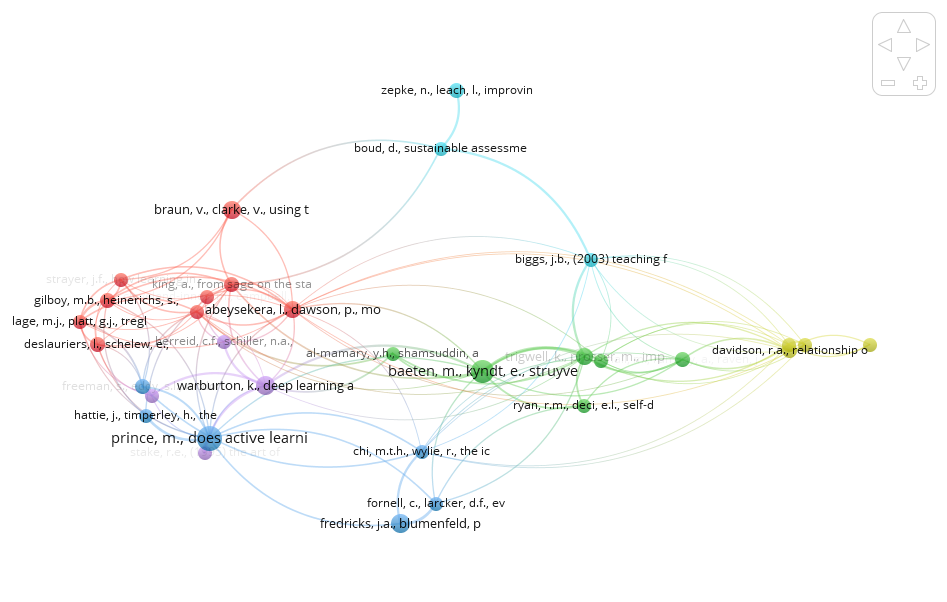 zepke, n., leach, l., improvin
boud, d., sustainable assessme
braun, v., clarke, v., using t
biggs, j.b., (2003) teaching f
strayer, j.f.,
king, a., from sage on the sta
gilboy, m.b., heinerichs, s.,
abeysekera, l., dawson, p., mo
lage, m.j., platt, g.j., tregl
deslauriers, l., schelew, e.,
herreid, c.f., schiller, n.a.,
al-mamary, y.h., shamsuddin, a
trigwell, k., prosser, m., imp
davidson, r.a., relationship o
baeten, m., kyndt, e., struyve
freeman, s.
warburton, k., deep learning a
ryan, r.m., deci, e.l., self-d
hattie, j., timperley, h., the
prince, m., does active learni
stake, r.e., the art of
chi, m.t.h., wylie, r., the ic
fornell, c., larcker, d.f., ev
fredricks, j.a., blumenfeld, p